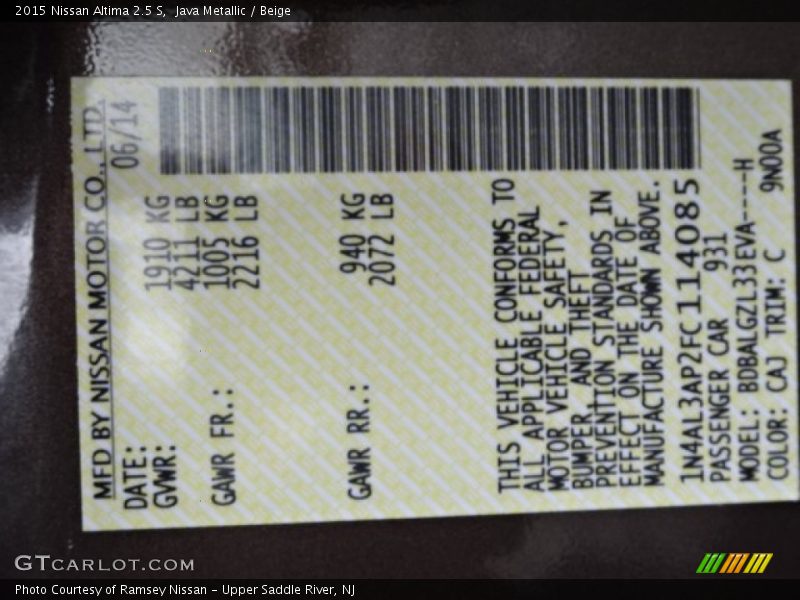 2015 Nissan Altima 2.5 S,  Java Metallic / Beige
MFD BY NISSAN MOTOR CO., LTD.
DATE: 06/14
GVWR: 1910 KG
4211 LB
GAWR FR.: 1005 KG
2216 LB
GAWR RR.: 940 KG
2072 LB
THIS VEHICLE CONFORMS TO
ALL APPLICABLE FEDERAL
MOTOR VEHICLE SAFETY,
BUMPER, AND THEFT
PREVENTION STANDARDS IN
EFFECT ON THE DATE OF
MANUFACTURE SHOWN ABOVE.
1N4AL3AP2FC114085
PASSENGER CAR 931
MODEL: BDBALGZL33EVA----H
COLOR: CAJ TRIM: C 9N00A
GTCARLOT.COM
Photo Courtesy of Ramsey Nissan - Upper Saddle River, NJ